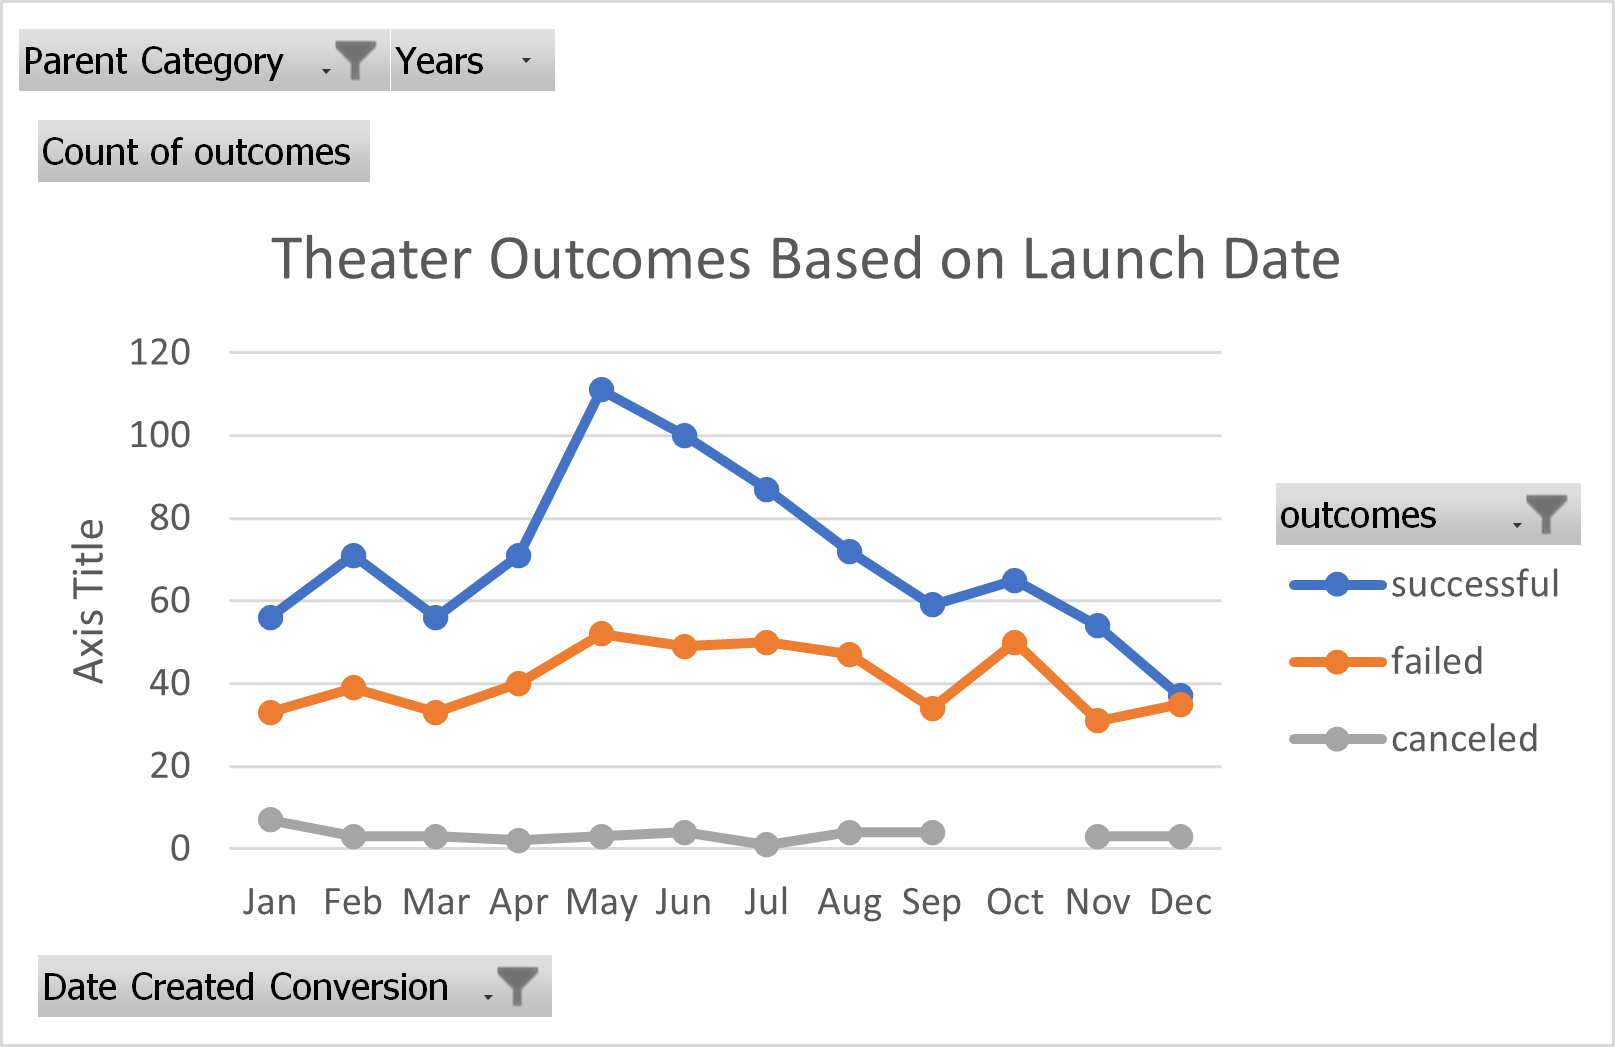 Parent Category Years
Count of outcomes
Theater Outcomes Based on Launch Date
120
100
80
60
40
20
0
Axis Title
Jan Feb Mar Apr May Jun Jul Aug Sep Oct Nov Dec
outcomes
successful
failed
canceled
Date Created Conversion